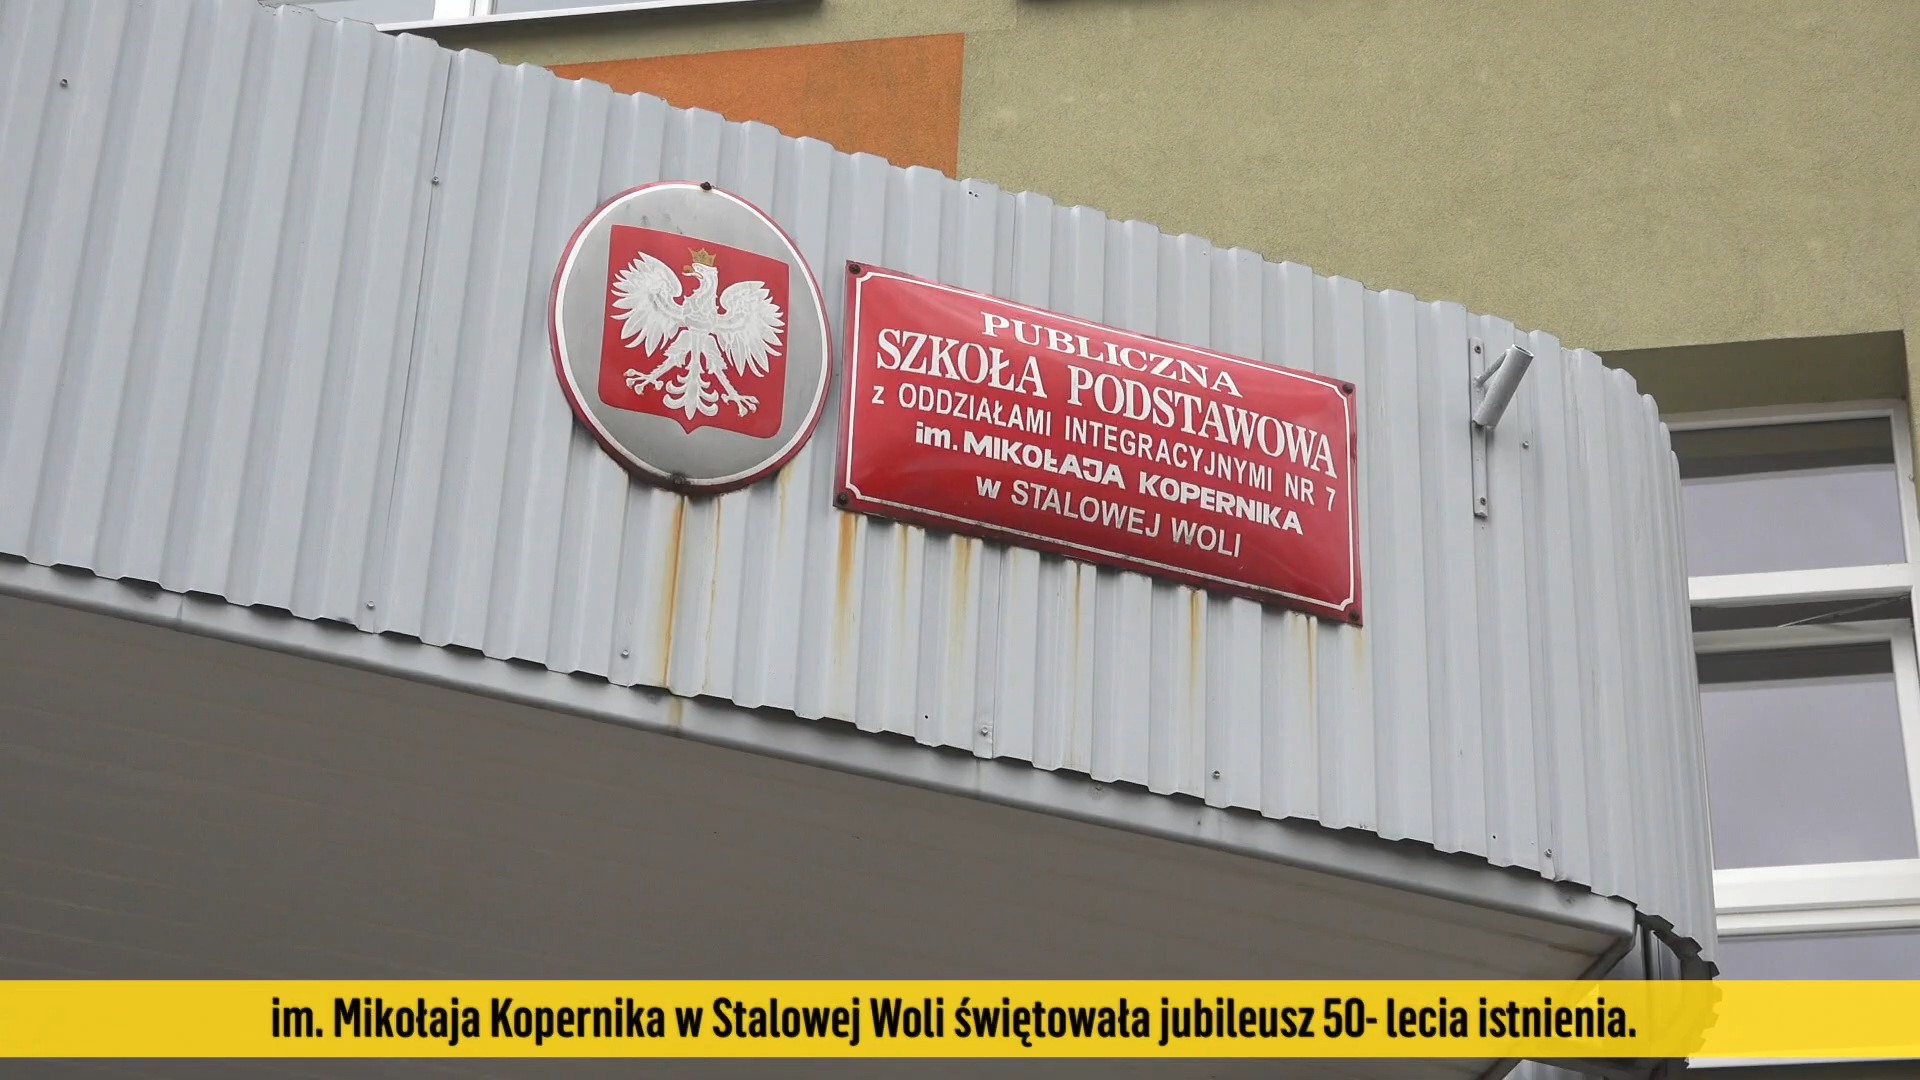 PUBLICZNA
SZKOŁA PODSTAWOWA
z ODDZIAŁAMI INTEGRACYJNYMI NR 7
im. MIKOŁAJA KOPERNIKA
w STALOWEJ WOLI
im. Mikołaja Kopernika w Stalowej Woli świętowała jubileusz 50- lecia istnienia.